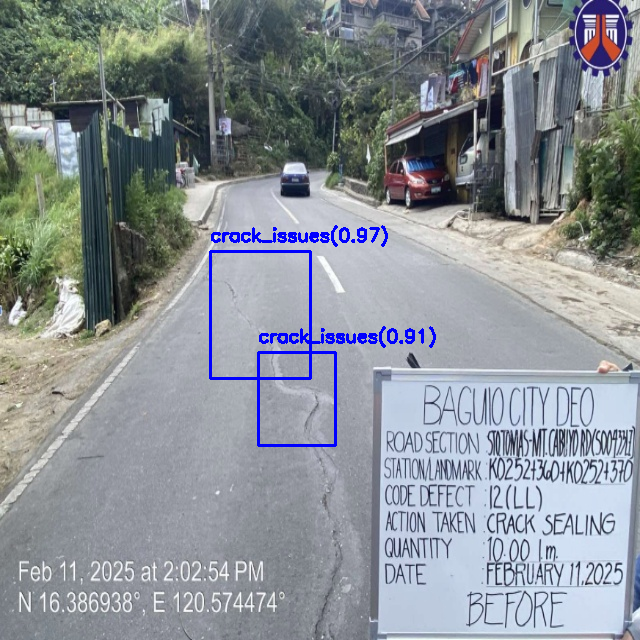 crack_issues(0.97)
crack_issues(0.91)
BAGUIO CITY DEO
ROAD SECTION : STO TOMAS-MT. CABUYO RD(S00493LZ)
STATION/LANDMARK : K0252+360-K0252+370
CODE DEFECT : 12(LL)
ACTION TAKEN : CRACK SEALING
QUANTITY : 10.00 l.m.
DATE : FEBRUARY 11,2025
BEFORE
Feb 11, 2025 at 2:02:54 PM
N 16.386938°, E 120.574474°